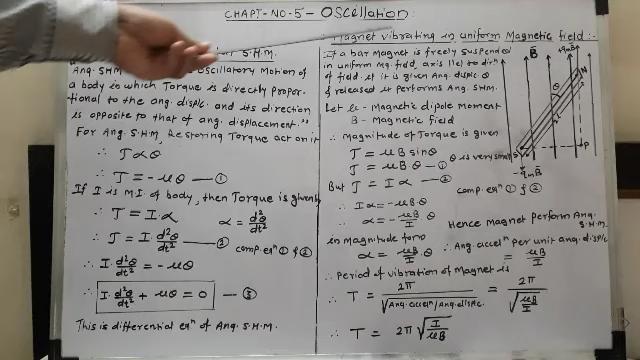 CHAPT-NO-5-Oscellation:
S.H.M.
Ang. SHM Oscillatory Motion of
a body in which Torque is directly propor-
tional to the ang. displc. and its direction
is opposite to that of ang. displacement."
For Ang. S.H.M, Restoring Torque act on it
∴ τ ∝ θ
∴ τ = -μθ — ①
If I is M.I of body, then Torque is given
∴ τ = I.α α = d²θ/dt²
∴ τ = I. d²θ/dt² — ② comp. eqⁿ ① & ②
∴ I. d²θ/dt² = -μθ
∴ I. d²θ/dt² + μθ = 0 — ③
This is differential eqⁿ of Ang. S.H.M.
Magnet vibrating in uniform Magnetic field:-
If a bar magnet is freely suspended
in uniform mg. field, axis ∥el to dirⁿ
of field. If it is given Ang. displc. θ
& released it performs Ang. SHM.
Let μ - Magnetic dipole moment
B - Magnetic field
∴ Magnitude of Torque is given
τ = μB sinθ
τ = μBθ — ① θ is very small
But τ = Iα — ② comp. eqⁿ ① & ②
∴ Iα = -μBθ
∴ α = -μB/I . θ
Hence Magnet perform Ang.
S.H.M.
in magnitude form
α = μB/I . θ
∴ Ang. accelⁿ per unit ang. displc
= μB/I
∴ Period of vibration of Magnet is
∴ T = 2π/√Ang. accelⁿ/Ang. displc. = 2π/√μB/I
∴ T = 2π √I/μB
B
N
θ
P